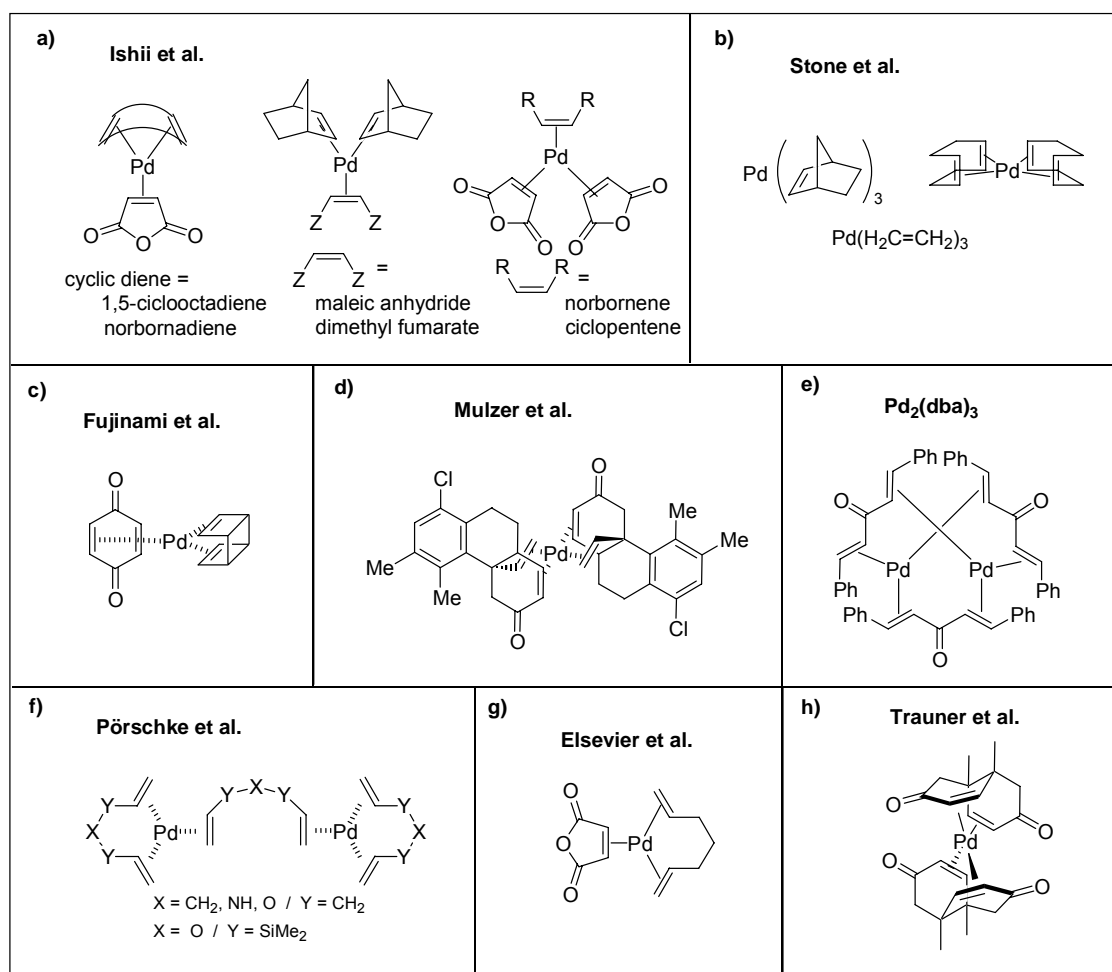 a)
Ishii et al.
Pd
O
O
O
cyclic diene =
1,5-ciclooctadiene
norbornadiene
Pd
Z
Z
Z
Z
=
maleic anhydride
dimethyl fumarate
R
R
Pd
O
O
O
O
O
O
R
R
=
norbornene
ciclopentene
b)
Stone et al.
Pd
3
Pd
Pd(H₂C=CH₂)₃
c)
Fujinami et al.
O
Pd
O
d)
Mulzer et al.
Cl
O
Me
Pd
Me
Me
Me
O
Cl
e)
Pd₂(dba)₃
Ph
Ph
O
O
Pd
Pd
Ph
Ph
Ph
Ph
O
f)
Pörschke et al.
Y
X
Y
Pd
Y
X
Y
Pd
Y
X
Y
X = CH₂, NH, O / Y = CH₂
X = O / Y = SiMe₂
g)
Elsevier et al.
O
O
Pd
O
h)
Trauner et al.
O
O
Pd
O
O